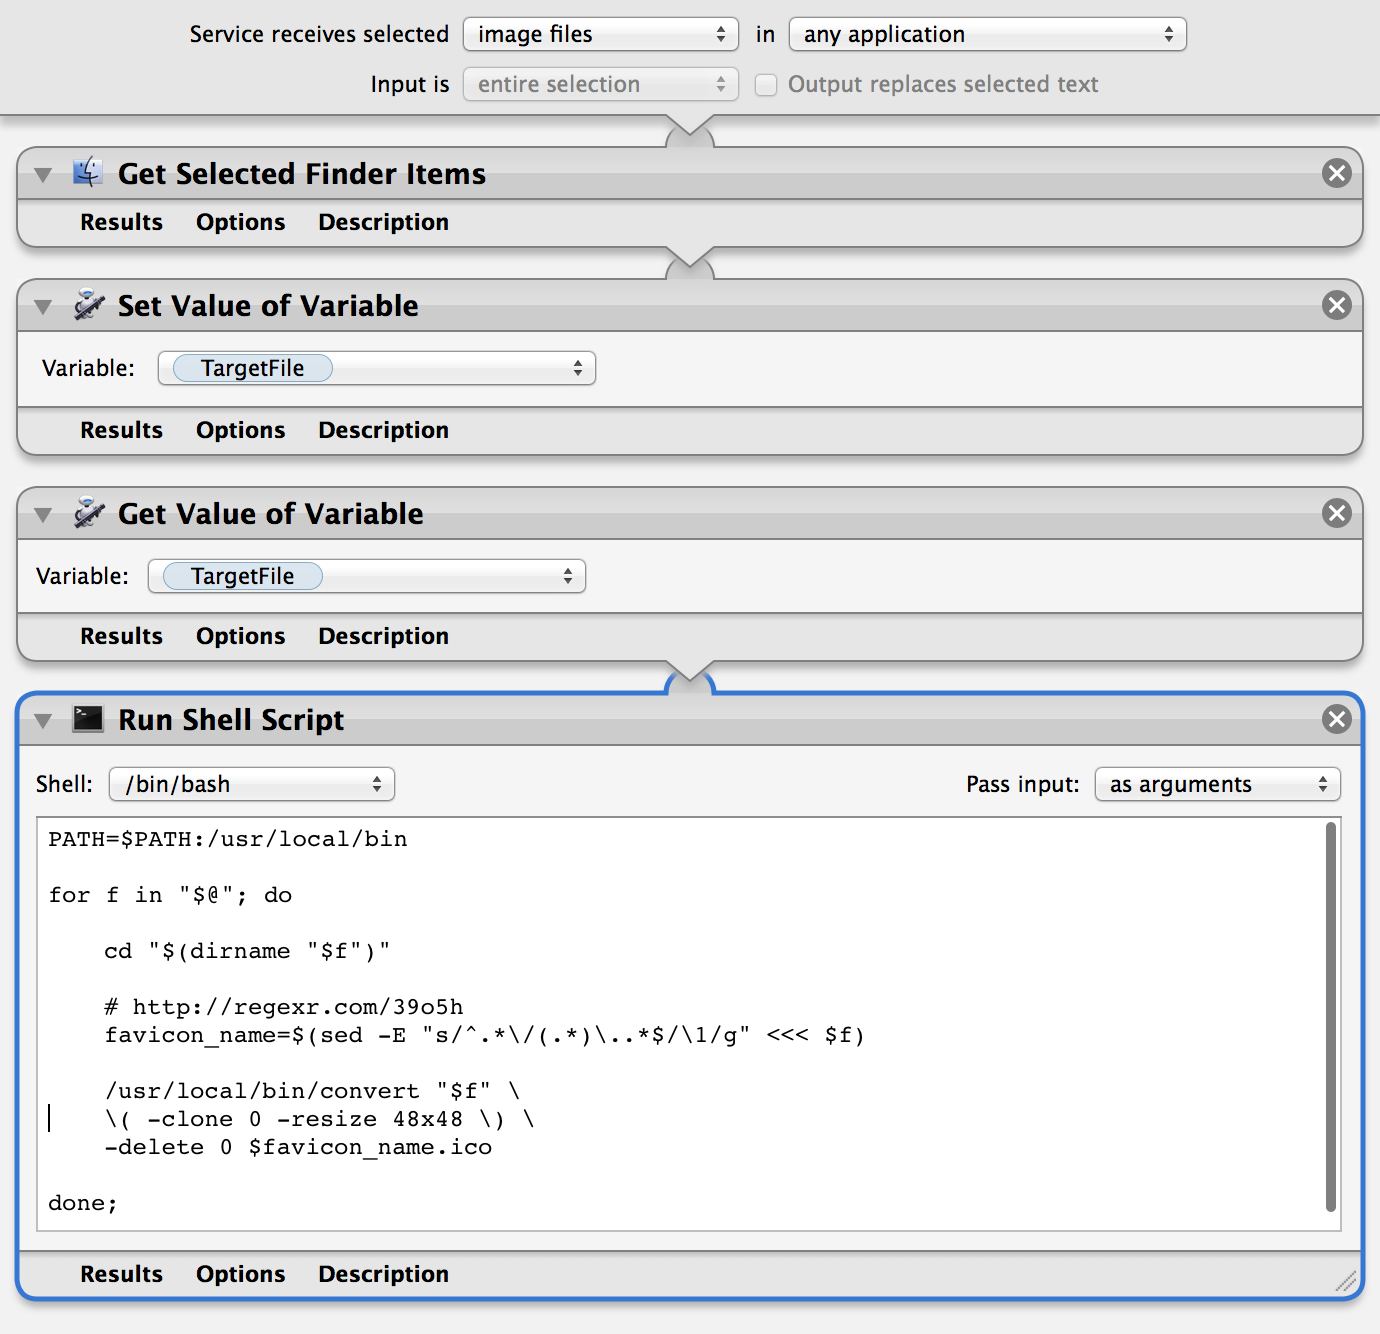 Service receives selected image files in any application
Input is entire selection Output replaces selected text
Get Selected Finder Items
Results Options Description
Set Value of Variable
Variable: TargetFile
Results Options Description
Get Value of Variable
Variable: TargetFile
Results Options Description
Run Shell Script
Shell: /bin/bash Pass input: as arguments
PATH=$PATH:/usr/local/bin
for f in "$@"; do
cd "$(dirname "$f")"
# http://regexr.com/39o5h
favicon_name=$(sed -E "s/^.*\/(.*)\..*$/\1/g" <<< $f)
/usr/local/bin/convert "$f" \
\( -clone 0 -resize 48x48 \) \
-delete 0 $favicon_name.ico
done;
Results Options Description